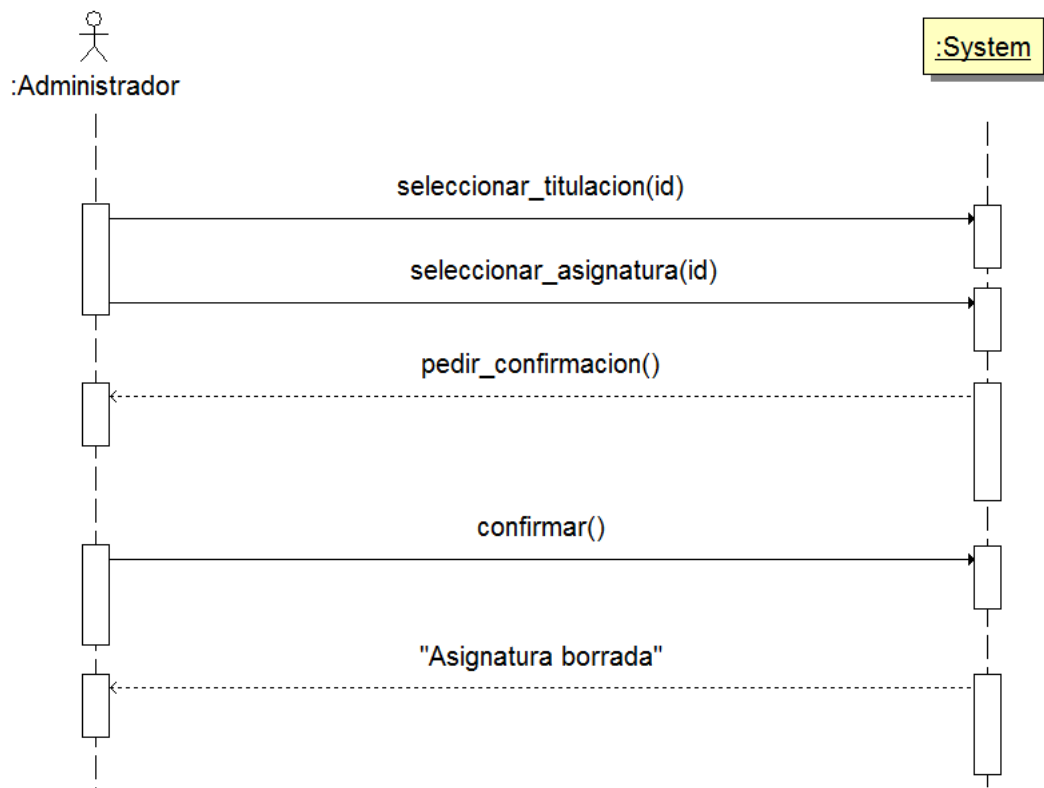 :Administrador
:System
seleccionar_titulacion(id)
seleccionar_asignatura(id)
pedir_confirmacion()
confirmar()
"Asignatura borrada"